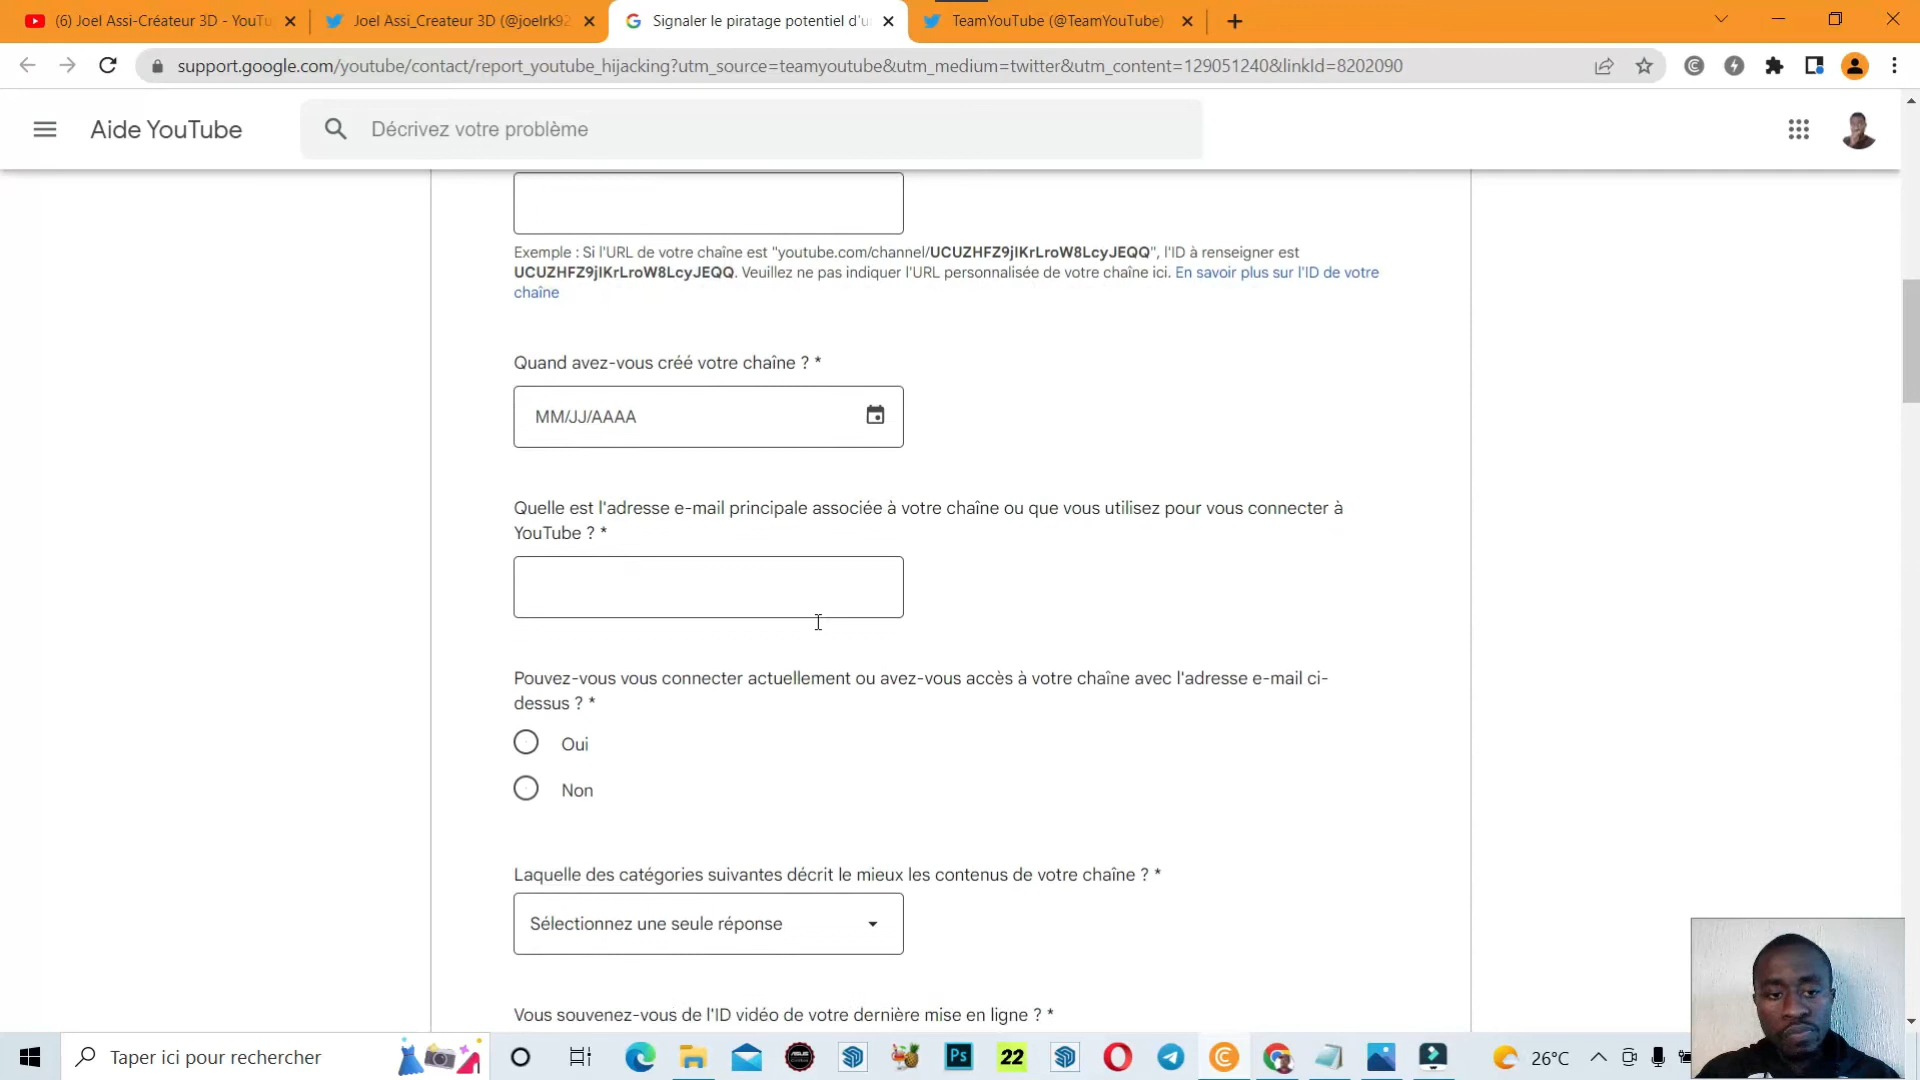 (6) Joel Assi-Créateur 3D - YouTu
Joel Assi_Createur 3D (@joelrk92
Signaler le piratage potentiel d'u
TeamYouTube (@TeamYouTube)
support.google.com/youtube/contact/report_youtube_hijacking?utm_source=teamyoutube&utm_medium=twitter&utm_content=129051240&linkId=8202090
Aide YouTube
Décrivez votre problème
Exemple : Si l'URL de votre chaîne est "youtube.com/channel/UCUZHFZ9jIKrLroW8LcyJEQQ", l'ID à renseigner est
UCUZHFZ9jIKrLroW8LcyJEQQ. Veuillez ne pas indiquer l'URL personnalisée de votre chaîne ici. En savoir plus sur l'ID de votre
chaîne
Quand avez-vous créé votre chaîne ? *
MM/JJ/AAAA
Quelle est l'adresse e-mail principale associée à votre chaîne ou que vous utilisez pour vous connecter à
YouTube ? *
Pouvez-vous vous connecter actuellement ou avez-vous accès à votre chaîne avec l'adresse e-mail ci-
dessus ? *
Oui
Non
Laquelle des catégories suivantes décrit le mieux les contenus de votre chaîne ? *
Sélectionnez une seule réponse
Vous souvenez-vous de l'ID vidéo de votre dernière mise en ligne ? *
Taper ici pour rechercher
Ps
22
26°C